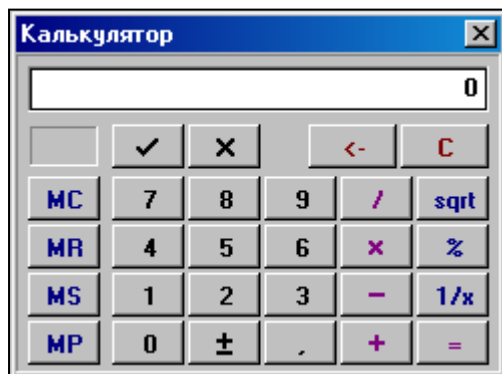 Калькулятор ×
0
✓ × <- C
MC 7 8 9 / sqrt
MR 4 5 6 × %
MS 1 2 3 − 1/x
MP 0 ± , + =